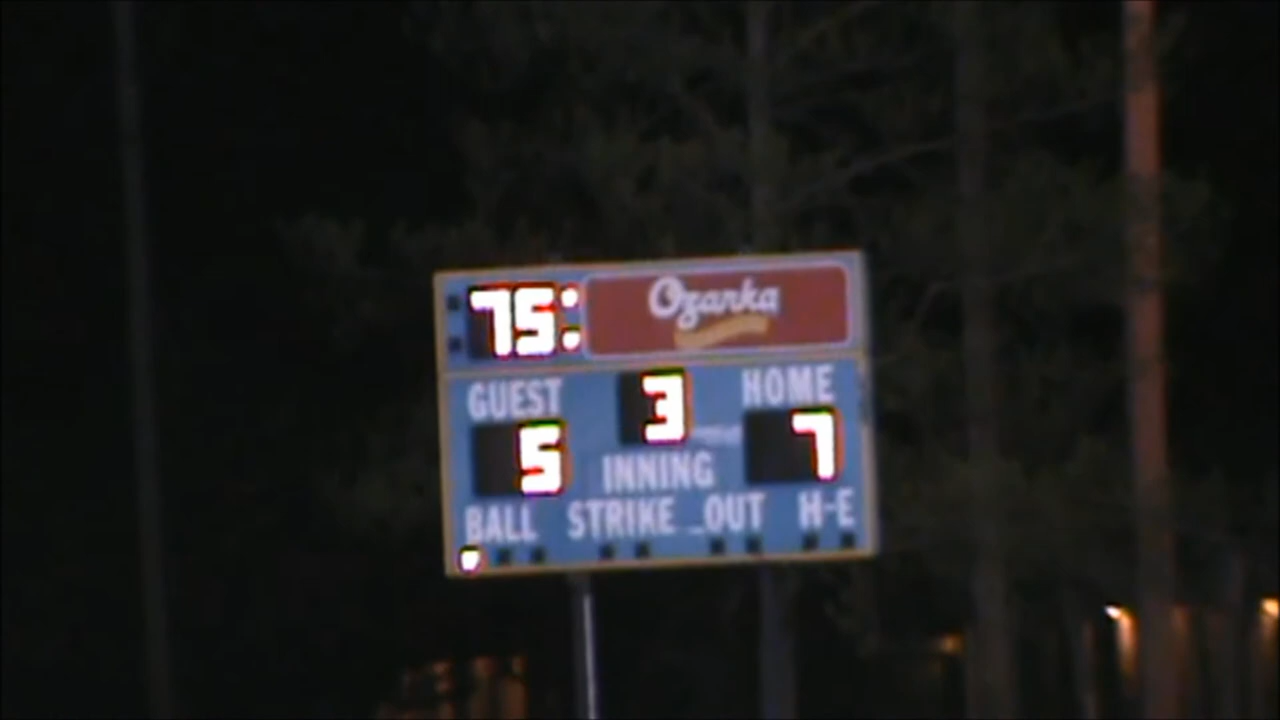 75: Ozarka
GUEST 3 HOME
5 INNING 7
BALL STRIKE OUT H-E